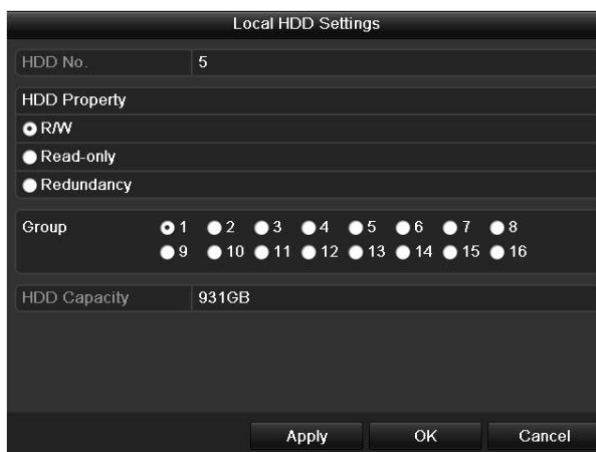 Local HDD Settings
HDD No. 5
HDD Property
R/W
Read-only
Redundancy
Group 1 2 3 4 5 6 7 8
9 10 11 12 13 14 15 16
HDD Capacity 931GB
Apply OK Cancel